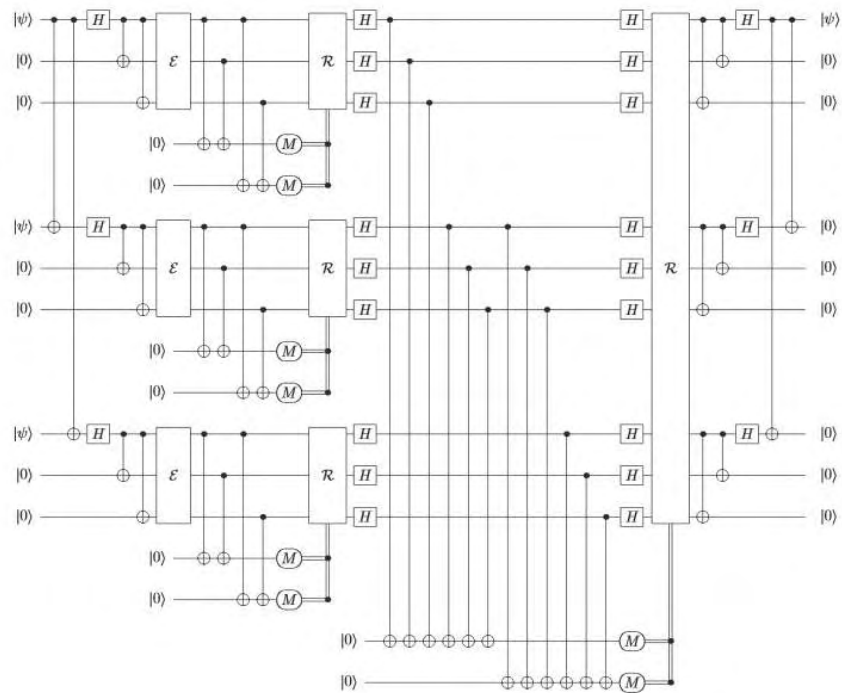 |ψ⟩ H ℰ ℛ H H H |ψ⟩
|0⟩ H H |0⟩
|0⟩ H H |0⟩
|0⟩ M
|0⟩ M
|ψ⟩ H ℰ ℛ H H ℛ H |0⟩
|0⟩ H H |0⟩
|0⟩ H H |0⟩
|0⟩ M
|0⟩ M
|ψ⟩ H ℰ ℛ H H H |0⟩
|0⟩ H H |0⟩
|0⟩ H H |0⟩
|0⟩ M
|0⟩ M
|0⟩ M
|0⟩ M